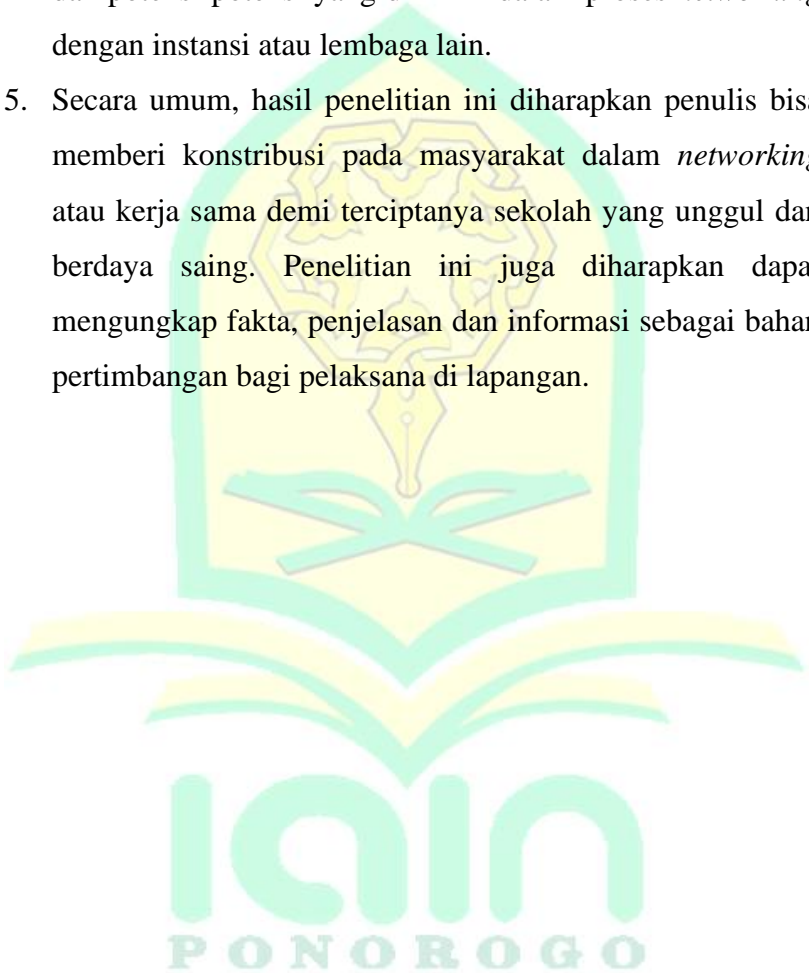 dengan instansi atau lembaga lain.
5. Secara umum, hasil penelitian ini diharapkan penulis bisa
memberi konstribusi pada masyarakat dalam networking
atau kerja sama demi terciptanya sekolah yang unggul dan
berdaya saing. Penelitian ini juga diharapkan dapa
mengungkap fakta, penjelasan dan informasi sebagai bahan
pertimbangan bagi pelaksana di lapangan.
iain
PONOROGO